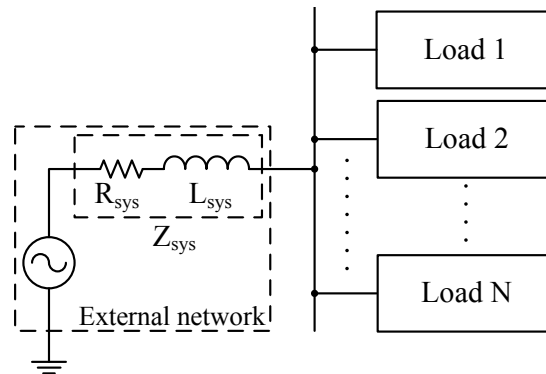 Load 1
Load 2
R_sys L_sys
Z_sys
Load N
External network